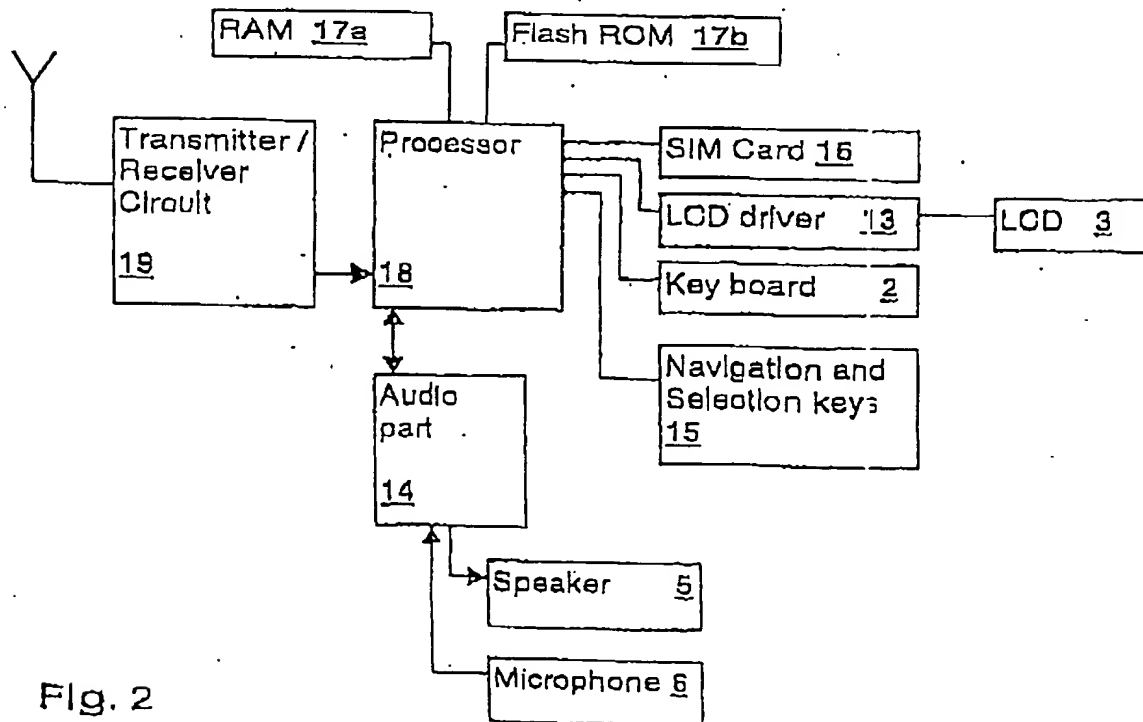 RAM 17a
Flash ROM 17b
Transmitter /
Receiver
Circuit
19
Processor
18
SIM Card 16
LCD driver 13
LCD 3
Key board 2
Navigation and
Selection keys
15
Audio
part
14
Speaker 5
Microphone 6
Fig. 2